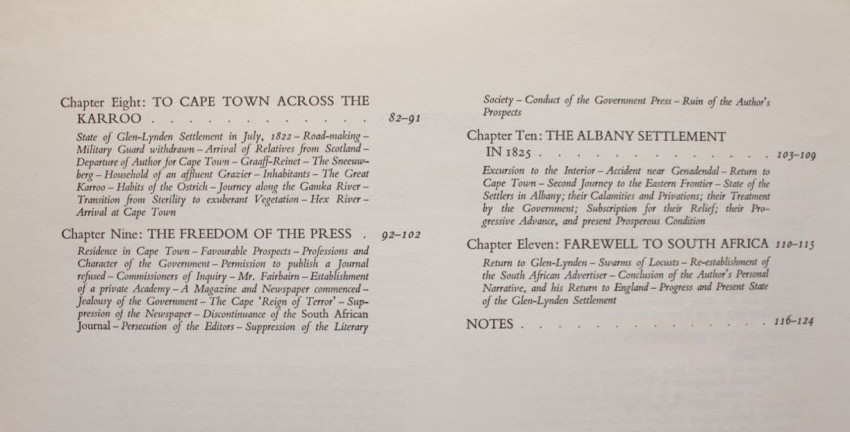 Chapter Eight: TO CAPE TOWN ACROSS THE
KARROO . . . . . . . . . . . . 82–91
State of Glen-Lynden Settlement in July, 1822 – Road-making –
Military Guard withdrawn – Arrival of Relatives from Scotland –
Departure of Author for Cape Town – Graaff-Reinet – The Sneeuw-
berg – Household of an affluent Grazier – Inhabitants – The Great
Karroo – Habits of the Ostrich – Journey along the Gamka River –
Transition from Sterility to exuberant Vegetation – Hex River –
Arrival at Cape Town
Chapter Nine: THE FREEDOM OF THE PRESS . 92–102
Residence in Cape Town – Favourable Prospects – Professions and
Character of the Government – Permission to publish a Journal
refused – Commissioners of Inquiry – Mr. Fairbairn – Establishment
of a private Academy – A Magazine and Newspaper commenced –
Jealousy of the Government – The Cape 'Reign of Terror' – Sup-
pression of the Newspaper – Discontinuance of the South African
Journal – Persecution of the Editors – Suppression of the Literary
Society – Conduct of the Government Press – Ruin of the Author's
Prospects
Chapter Ten: THE ALBANY SETTLEMENT
IN 1825 . . . . . . . . . . . . . 103–109
Excursion to the Interior – Accident near Genadendal – Return to
Cape Town – Second Journey to the Eastern Frontier – State of the
Settlers in Albany; their Calamities and Privations; their Treatment
by the Government; Subscription for their Relief; their Pro-
gressive Advance, and present Prosperous Condition
Chapter Eleven: FAREWELL TO SOUTH AFRICA 110–115
Return to Glen-Lynden – Swarms of Locusts – Re-establishment of
the South African Advertiser – Conclusion of the Author's Personal
Narrative, and his Return to England – Progress and Present State
of the Glen-Lynden Settlement
NOTES . . . . . . . . . . . . . . 116–124